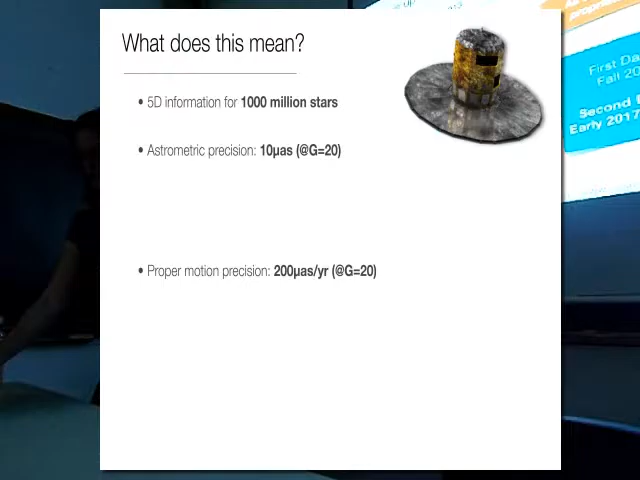 What does this mean?
• 5D information for 1000 million stars
• Astrometric precision: 10μas (@G=20)
• Proper motion precision: 200μas/yr (@G=20)
First Da
Fall 20
Second
Early 2017